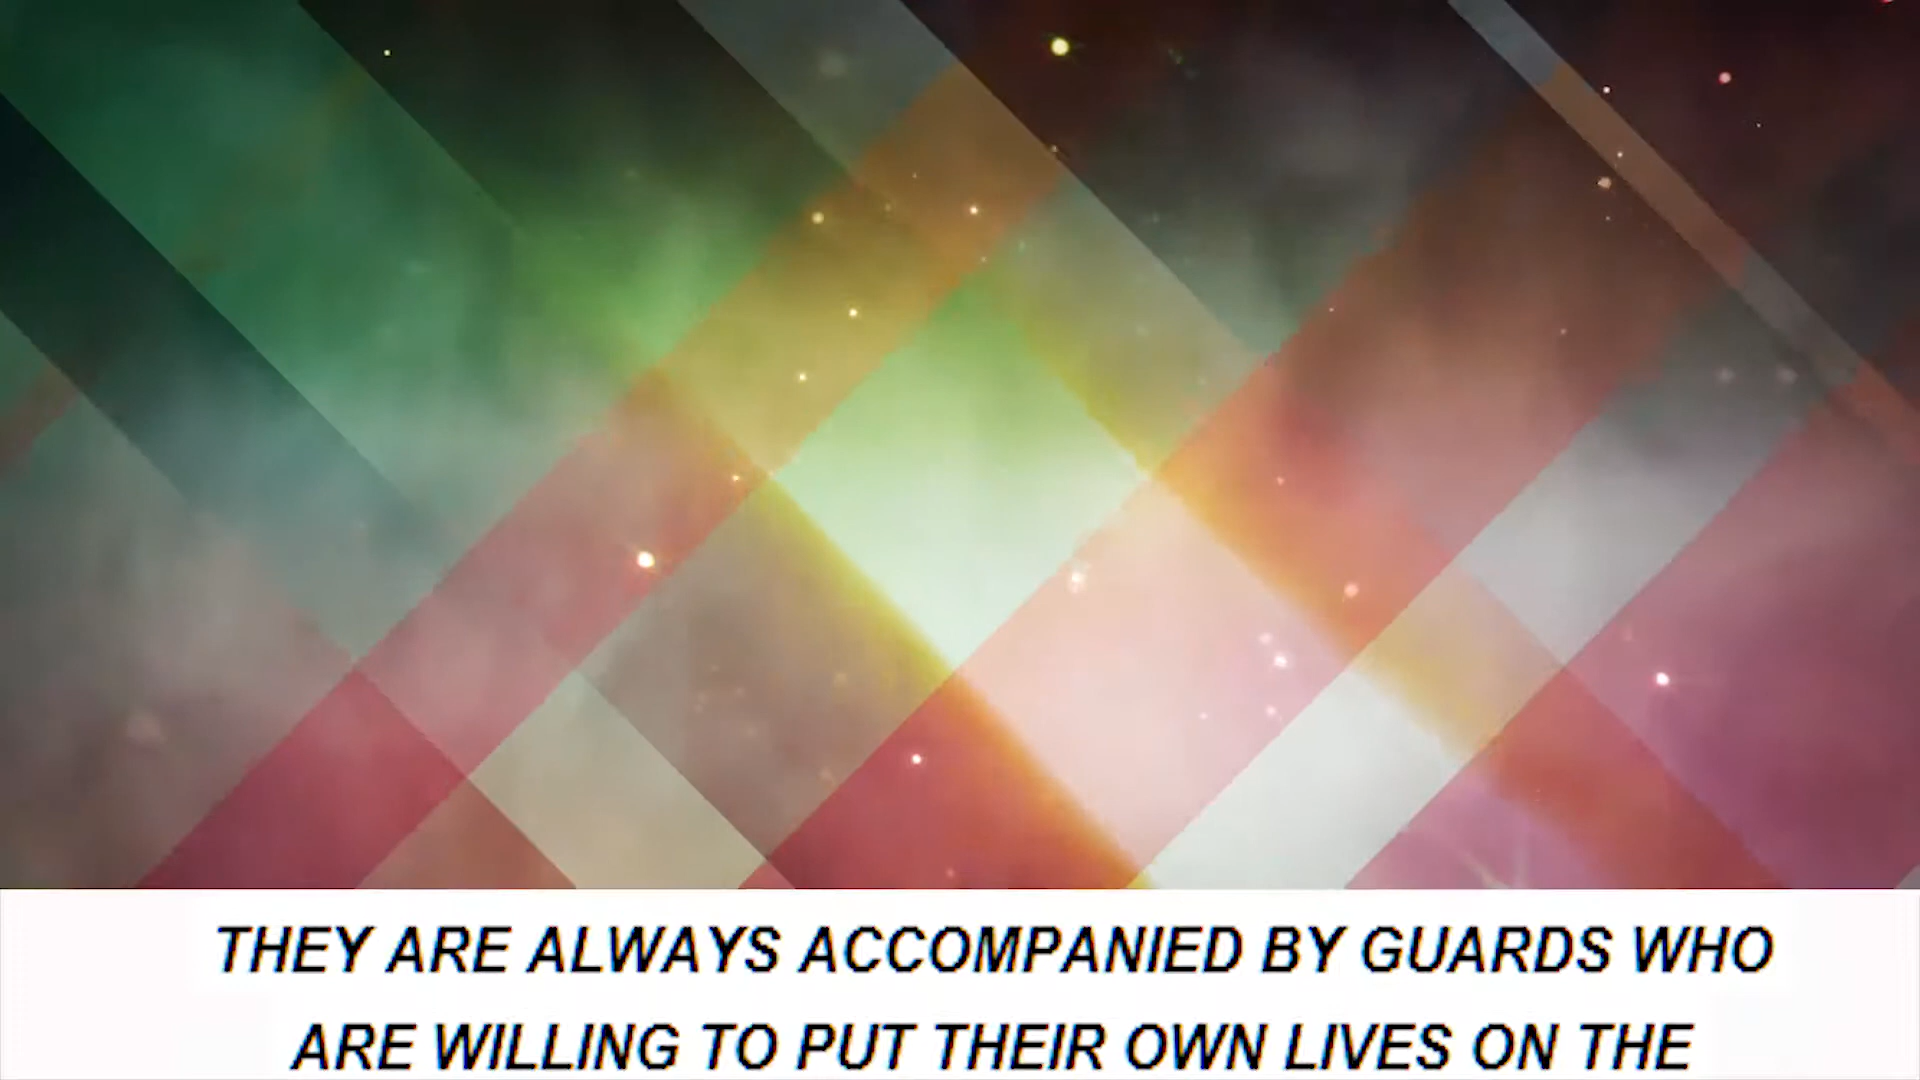 THEY ARE ALWAYS ACCOMPANIED BY GUARDS WHO
ARE WILLING TO PUT THEIR OWN LIVES ON THE